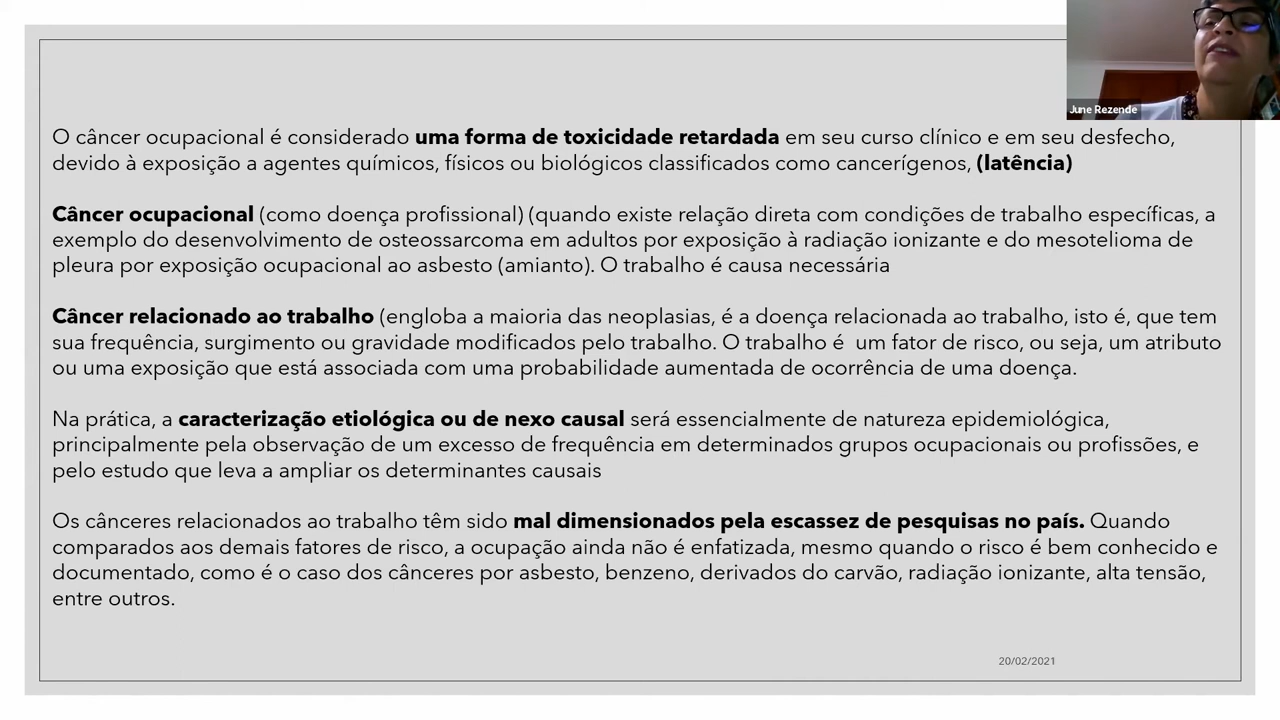 June Rezende
O câncer ocupacional é considerado uma forma de toxicidade retardada em seu curso clínico e em seu desfecho,
devido à exposição a agentes químicos, físicos ou biológicos classificados como cancerígenos, (latência)
Câncer ocupacional (como doença profissional) (quando existe relação direta com condições de trabalho específicas, a
exemplo do desenvolvimento de osteossarcoma em adultos por exposição à radiação ionizante e do mesotelioma de
pleura por exposição ocupacional ao asbesto (amianto). O trabalho é causa necessária
Câncer relacionado ao trabalho (engloba a maioria das neoplasias, é a doença relacionada ao trabalho, isto é, que tem
sua frequência, surgimento ou gravidade modificados pelo trabalho. O trabalho é  um fator de risco, ou seja, um atributo
ou uma exposição que está associada com uma probabilidade aumentada de ocorrência de uma doença.
Na prática, a caracterização etiológica ou de nexo causal será essencialmente de natureza epidemiológica,
principalmente pela observação de um excesso de frequência em determinados grupos ocupacionais ou profissões, e
pelo estudo que leva a ampliar os determinantes causais
Os cânceres relacionados ao trabalho têm sido mal dimensionados pela escassez de pesquisas no país. Quando
comparados aos demais fatores de risco, a ocupação ainda não é enfatizada, mesmo quando o risco é bem conhecido e
documentado, como é o caso dos cânceres por asbesto, benzeno, derivados do carvão, radiação ionizante, alta tensão,
entre outros.
20/02/2021